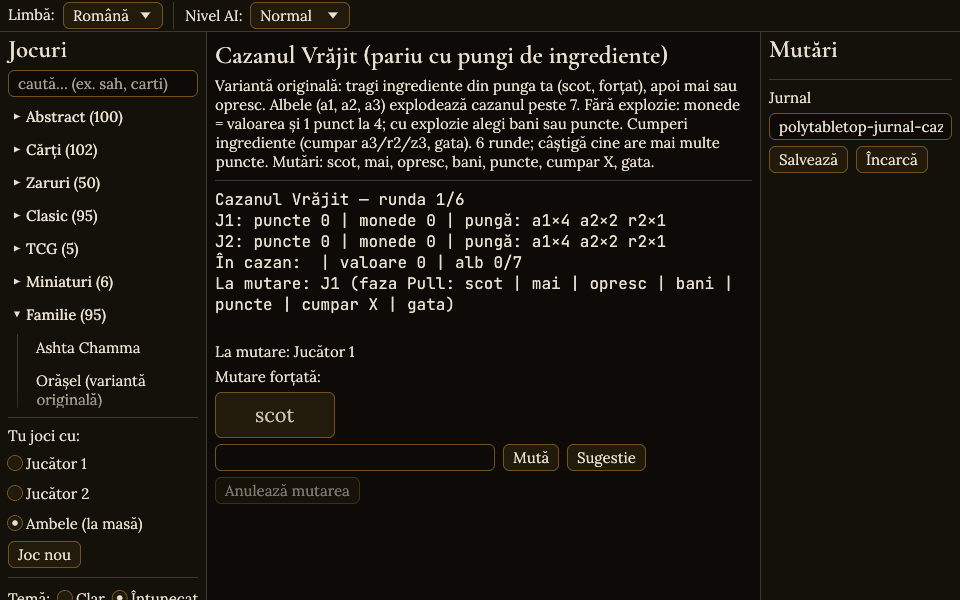 Limbă: Română ▼ Nivel AI: Normal ▼
Jocuri
caută... (ex. sah, carti)
▸ Abstract (100)
▸ Cărți (102)
▸ Zaruri (50)
▸ Clasic (95)
▸ TCG (5)
▸ Miniaturi (6)
▾ Familie (95)
Ashta Chamma
Orășel (variantă
originală)
Tu joci cu:
Jucător 1
Jucător 2
Ambele (la masă)
Joc nou
Temă: Clar Întunecat
Cazanul Vrăjit (pariu cu pungi de ingrediente)
Variantă originală: tragi ingrediente din punga ta (scot, forțat), apoi mai sau
opresc. Albele (a1, a2, a3) explodează cazanul peste 7. Fără explozie: monede
= valoarea și 1 punct la 4; cu explozie alegi bani sau puncte. Cumperi
ingrediente (cumpar a3/r2/z3, gata). 6 runde; câștigă cine are mai multe
puncte. Mutări: scot, mai, opresc, bani, puncte, cumpar X, gata.
Cazanul Vrăjit — runda 1/6
J1: puncte 0 | monede 0 | pungă: a1×4 a2×2 r2×1
J2: puncte 0 | monede 0 | pungă: a1×4 a2×2 r2×1
În cazan:  | valoare 0 | alb 0/7
La mutare: J1 (faza Pull: scot | mai | opresc | bani |
puncte | cumpar X | gata)
La mutare: Jucător 1
Mutare forțată:
scot
Mută Sugestie
Anulează mutarea
Mutări
Jurnal
polytabletop-jurnal-caz
Salvează Încarcă